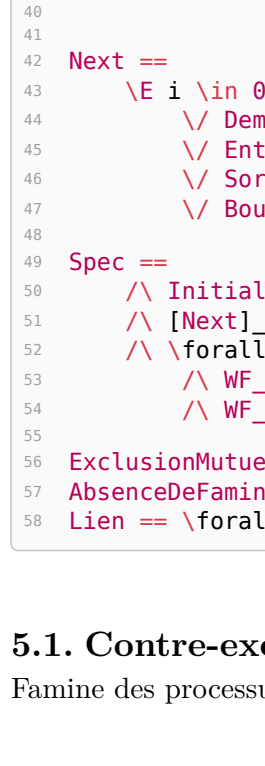 40
41
42 Next ==
43 \E i \in 0
44 \/ Dem
45 \/ Ent
46 \/ Sor
47 \/ Bou
48
49 Spec ==
50 /\ Initial
51 /\ [Next]_
52 /\ \forall
53 /\ WF_
54 /\ WF_
55
56 ExclusionMutue
57 AbsenceDeFamin
58 Lien == \foral
5.1. Contre-exe
Famine des processu